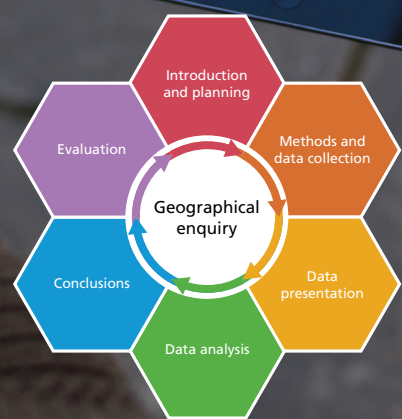 Introduction
and planning
Methods and
data collection
Data
presentation
Data analysis
Conclusions
Evaluation
Geographical
enquiry